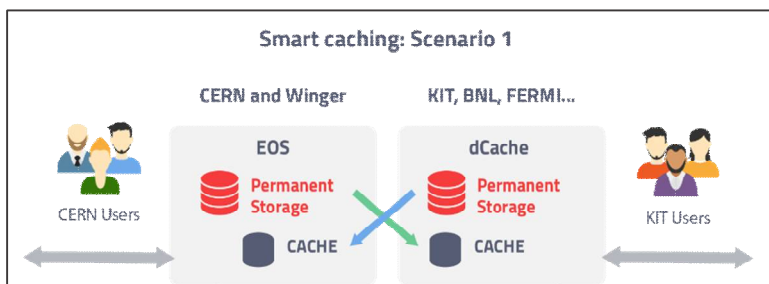 Smart caching: Scenario 1
CERN and Winger
KIT, BNL, FERMI...
EOS
dCache
Permanent
Storage
Permanent
Storage
CACHE
CACHE
CERN Users
KIT Users